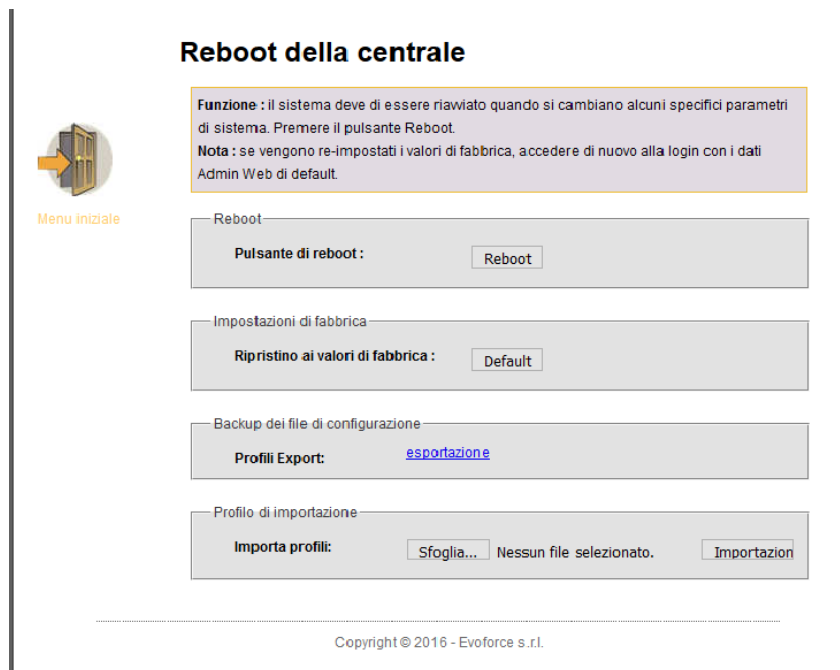 Reboot della centrale
Funzione : il sistema deve di essere riavviato quando si cambiano alcuni specifici parametri
di sistema. Premere il pulsante Reboot.
Nota : se vengono re-impostati i valori di fabbrica, accedere di nuovo alla login con i dati
Admin Web di default.
Menu iniziale
Reboot
Pulsante di reboot :
Reboot
Impostazioni di fabbrica
Ripristino ai valori di fabbrica :
Default
Backup dei file di configurazione
Profili Export:
esportazione
Profilo di importazione
Importa profili:
Sfoglia...
Nessun file selezionato.
Importazion
Copyright © 2016 - Evoforce s.r.l.